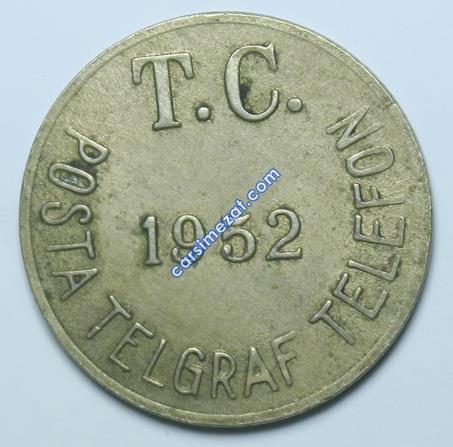 T.C.
1952
POSTA TELGRAF TELEFON
carsimezat.com